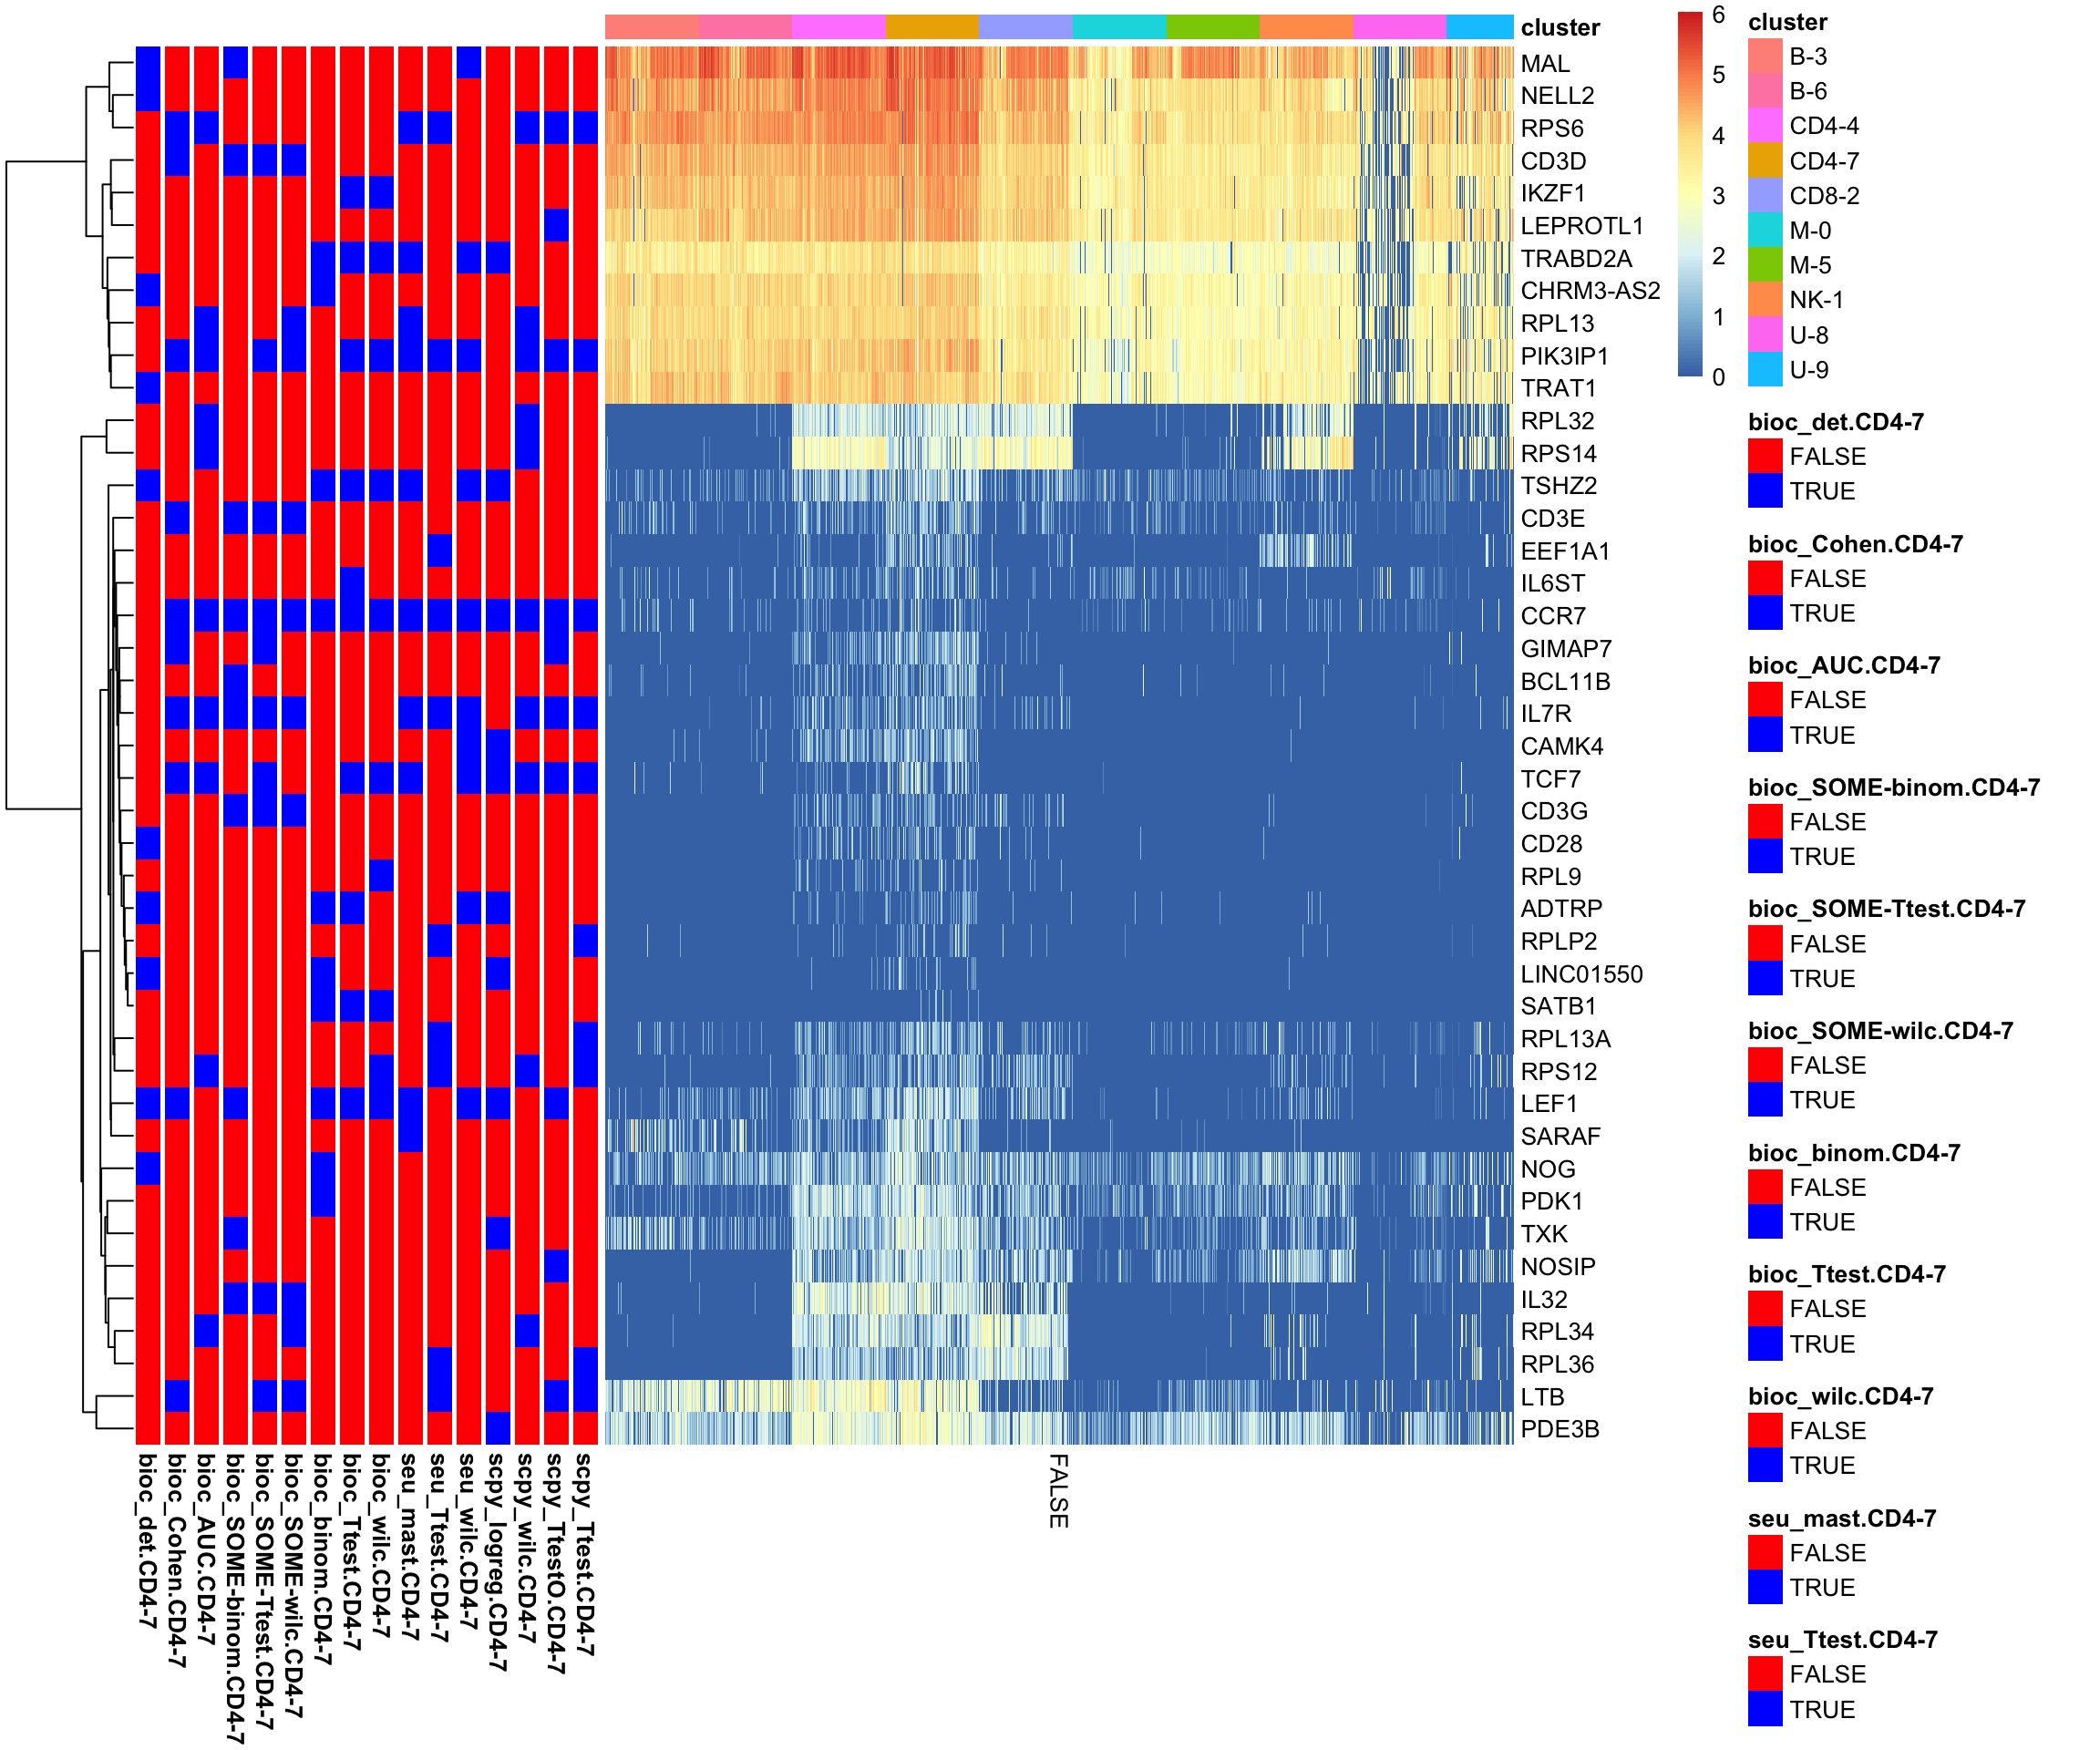 cluster
MAL
NELL2
RPS6
CD3D
IKZF1
LEPROTL1
TRABD2A
CHRM3-AS2
RPL13
PIK3IP1
TRAT1
RPL32
RPS14
TSHZ2
CD3E
EEF1A1
IL6ST
CCR7
GIMAP7
BCL11B
IL7R
CAMK4
TCF7
CD3G
CD28
RPL9
ADTRP
RPLP2
LINC01550
SATB1
RPL13A
RPS12
LEF1
SARAF
NOG
PDK1
TXK
NOSIP
IL32
RPL34
RPL36
LTB
PDE3B
bioc_det.CD4-7
bioc_Cohen.CD4-7
bioc_AUC.CD4-7
bioc_SOME-binom.CD4-7
bioc_SOME-Ttest.CD4-7
bioc_SOME-wilc.CD4-7
bioc_binom.CD4-7
bioc_Ttest.CD4-7
bioc_wilc.CD4-7
seu_mast.CD4-7
seu_Ttest.CD4-7
seu_wilc.CD4-7
scpy_logreg.CD4-7
scpy_wilc.CD4-7
scpy_TtestO.CD4-7
scpy_Ttest.CD4-7
FALSE
6
5
4
3
2
1
0
cluster
B-3
B-6
CD4-4
CD4-7
CD8-2
M-0
M-5
NK-1
U-8
U-9
bioc_det.CD4-7
FALSE
TRUE
bioc_Cohen.CD4-7
FALSE
TRUE
bioc_AUC.CD4-7
FALSE
TRUE
bioc_SOME-binom.CD4-7
FALSE
TRUE
bioc_SOME-Ttest.CD4-7
FALSE
TRUE
bioc_SOME-wilc.CD4-7
FALSE
TRUE
bioc_binom.CD4-7
FALSE
TRUE
bioc_Ttest.CD4-7
FALSE
TRUE
bioc_wilc.CD4-7
FALSE
TRUE
seu_mast.CD4-7
FALSE
TRUE
seu_Ttest.CD4-7
FALSE
TRUE